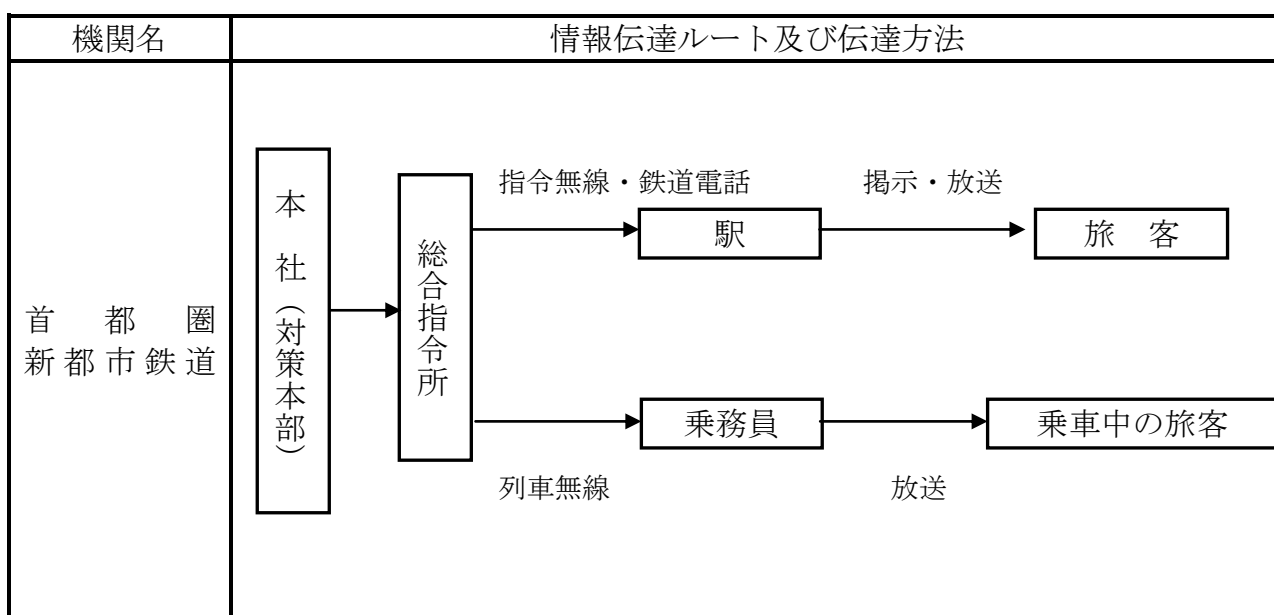 機関名
情報伝達ルート及び伝達方法
首都圏
新都市鉄道
本社(対策本部)
総合指令所
指令無線・鉄道電話
掲示・放送
駅
旅客
乗務員
乗車中の旅客
列車無線
放送